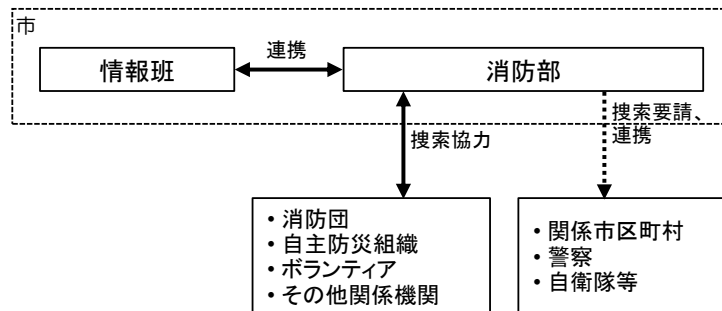 市
情報班
連携
消防部
捜索協力
捜索要請、
連携
・消防団
・自主防災組織
・ボランティア
・その他関係機関
・関係市区町村
・警察
・自衛隊等